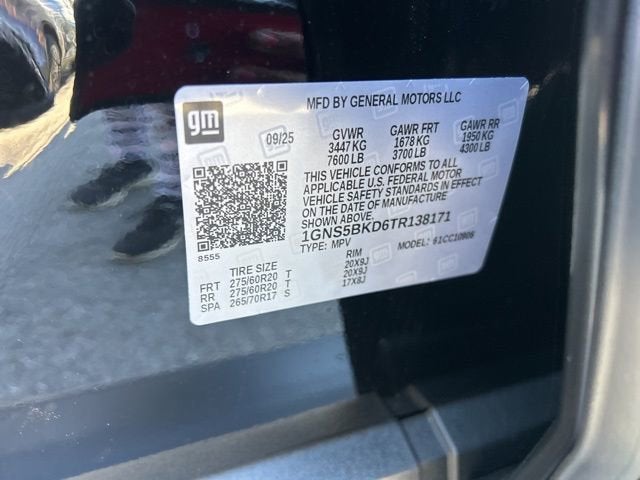 gm
MFD BY GENERAL MOTORS LLC
09/25
GVWR GAWR FRT GAWR RR
3447 KG 1678 KG 1950 KG
7600 LB 3700 LB 4300 LB
THIS VEHICLE CONFORMS TO ALL
APPLICABLE U.S. FEDERAL MOTOR
VEHICLE SAFETY STANDARDS IN EFFECT
ON THE DATE OF MANUFACTURE
SHOWN ABOVE.
1GNS5BKD6TR138171
TYPE: MPV MODEL: 61CC10906
8555
TIRE SIZE RIM
FRT 275/60R20 T 20X9J
RR 275/60R20 T 20X9J
SPA 265/70R17 S 17X8J